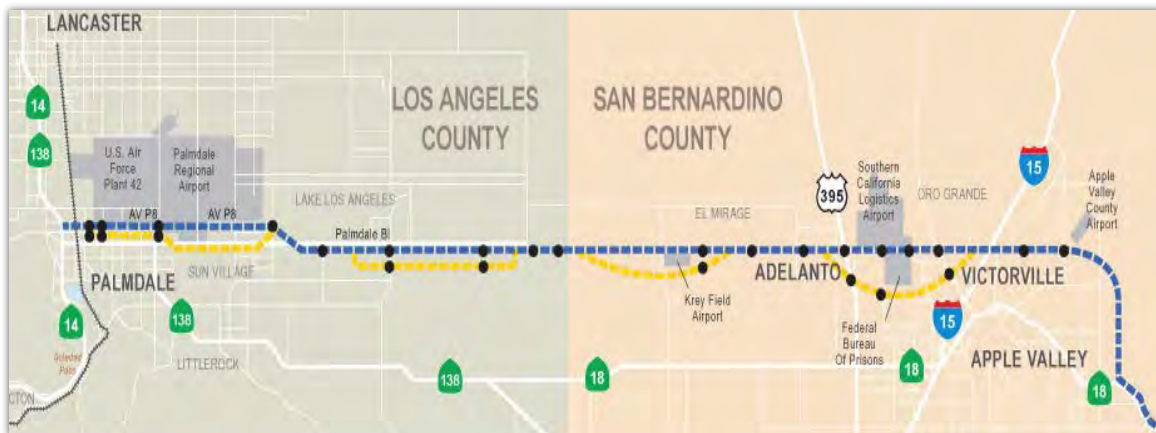 LANCASTER
14
138
U.S. Air
Force
Plant 42
Palmdale
Regional
Airport
LOS ANGELES
COUNTY
SAN BERNARDINO
COUNTY
15
395
Southern
California
Logistics
Airport
ORO GRANDE
Apple
Valley
County
Airport
LAKE LOS ANGELES
EL MIRAGE
AV P8
AV P8
Palmdale Bl
SUN VILLAGE
PALMDALE
ADELANTO
VICTORVILLE
Krey Field
Airport
14
138
15
Federal
Bureau
Of Prisons
Soledad
Pass
LITTLEROCK
138
18
18
APPLE VALLEY
18
CTON